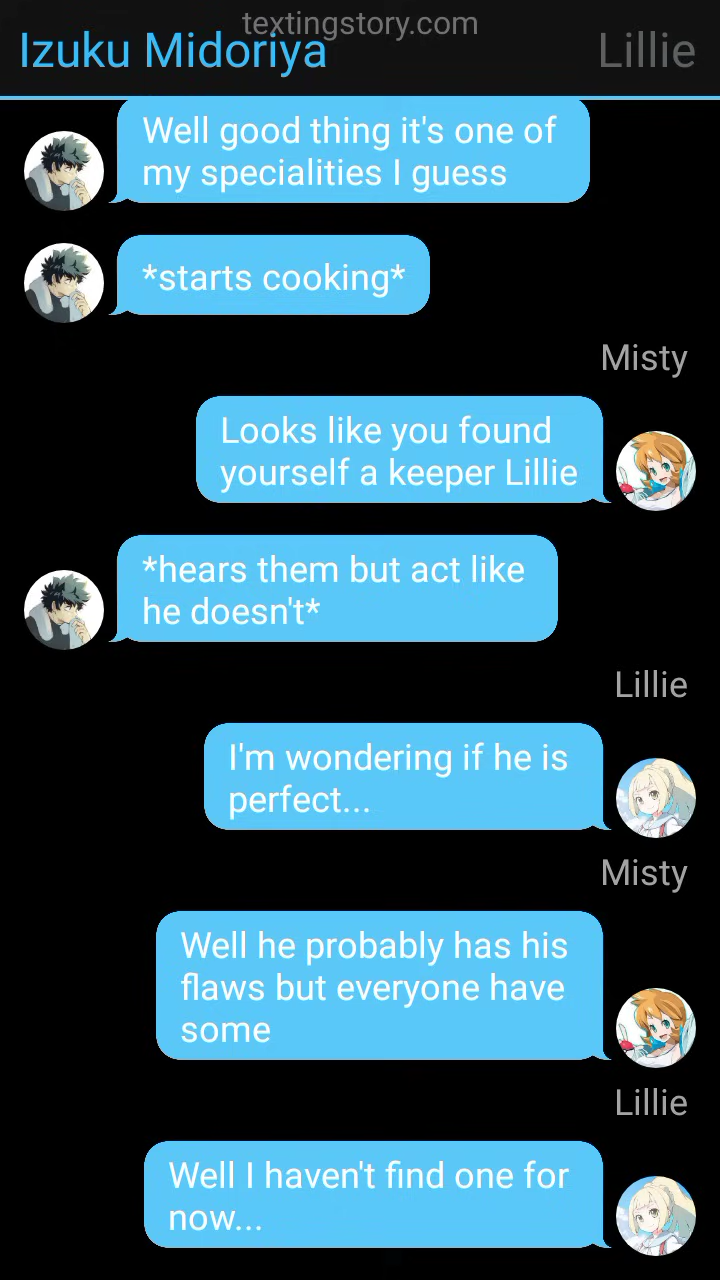 textingstory.com
Izuku Midoriya
Lillie
Well good thing it's one of
my specialities I guess
*starts cooking*
Misty
Looks like you found
yourself a keeper Lillie
*hears them but act like
he doesn't*
Lillie
I'm wondering if he is
perfect...
Misty
Well he probably has his
flaws but everyone have
some
Lillie
Well I haven't find one for
now...